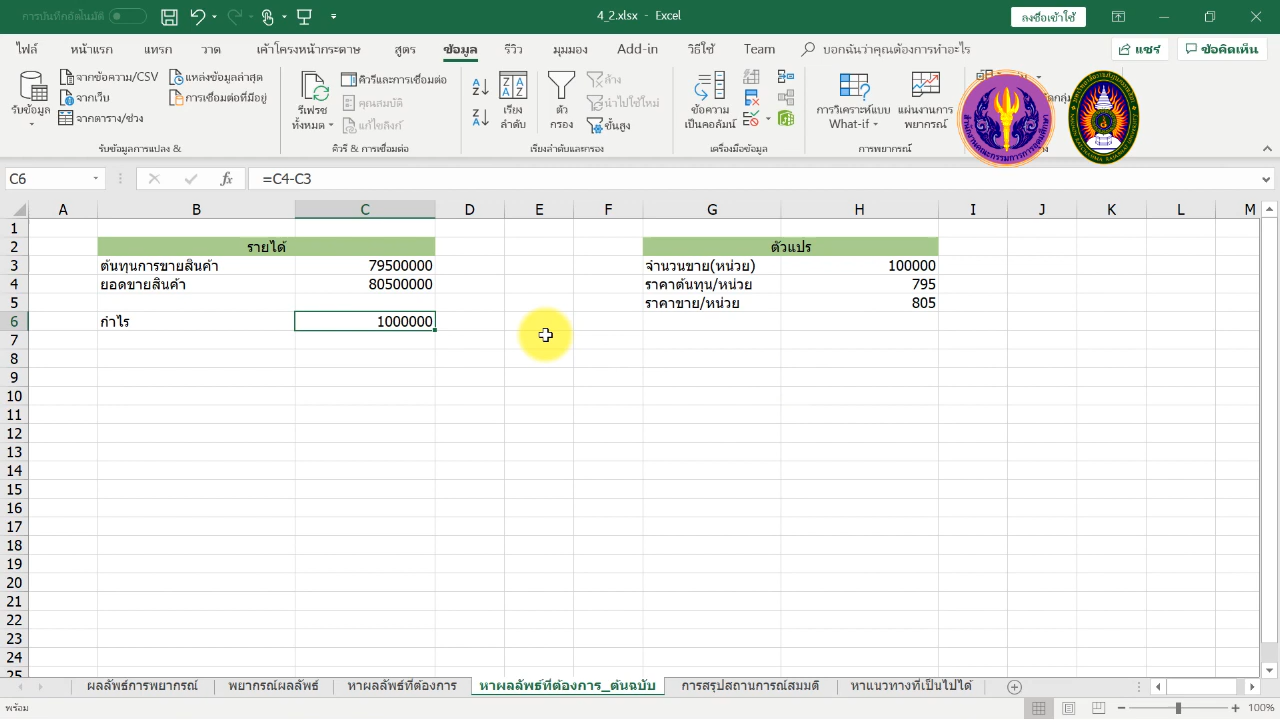 การบันทึกอัตโนมัติ
4_2.xlsx - Excel
ลงชื่อเข้าใช้
ไฟล์ หน้าแรก แทรก วาด เค้าโครงหน้ากระดาษ สูตร ข้อมูล รีวิว มุมมอง Add-in วิธีใช้ Team บอกฉันว่าคุณต้องการทำอะไร แชร์ ข้อคิดเห็น
รับข้อมูล
จากข้อความ/CSV
จากเว็บ
จากตาราง/ช่วง
แหล่งข้อมูลล่าสุด
การเชื่อมต่อที่มีอยู่
รับข้อมูลการแปลง &
รีเฟรช
ทั้งหมด
คิวรีและการเชื่อมต่อ
คุณสมบัติ
แก้ไขลิงก์
คิวรี & การเชื่อมต่อ
เรียง
ลำดับ
ตัว
กรอง
ล้าง
นำไปใช้ใหม่
ขั้นสูง
เรียงลำดับและกรอง
ข้อความ
เป็นคอลัมน์
เครื่องมือข้อมูล
การวิเคราะห์แบบ
What-if
แผ่นงานการ
พยากรณ์
การพยากรณ์
C6 fx =C4-C3
A B C D E F G H I J K L M
1
2 รายได้ ตัวแปร
3 ต้นทุนการขายสินค้า 79500000 จำนวนขาย(หน่วย) 100000
4 ยอดขายสินค้า 80500000 ราคาต้นทุน/หน่วย 795
5 ราคาขาย/หน่วย 805
6 กำไร 1000000
7
8
9
10
11
12
13
14
15
16
17
18
19
20
21
22
23
24
25
ผลลัพธ์การพยากรณ์ พยากรณ์ผลลัพธ์ หาผลลัพธ์ที่ต้องการ หาผลลัพธ์ที่ต้องการ_ต้นฉบับ การสรุปสถานการณ์สมมติ หาแนวทางที่เป็นไปได้
พร้อม 100%